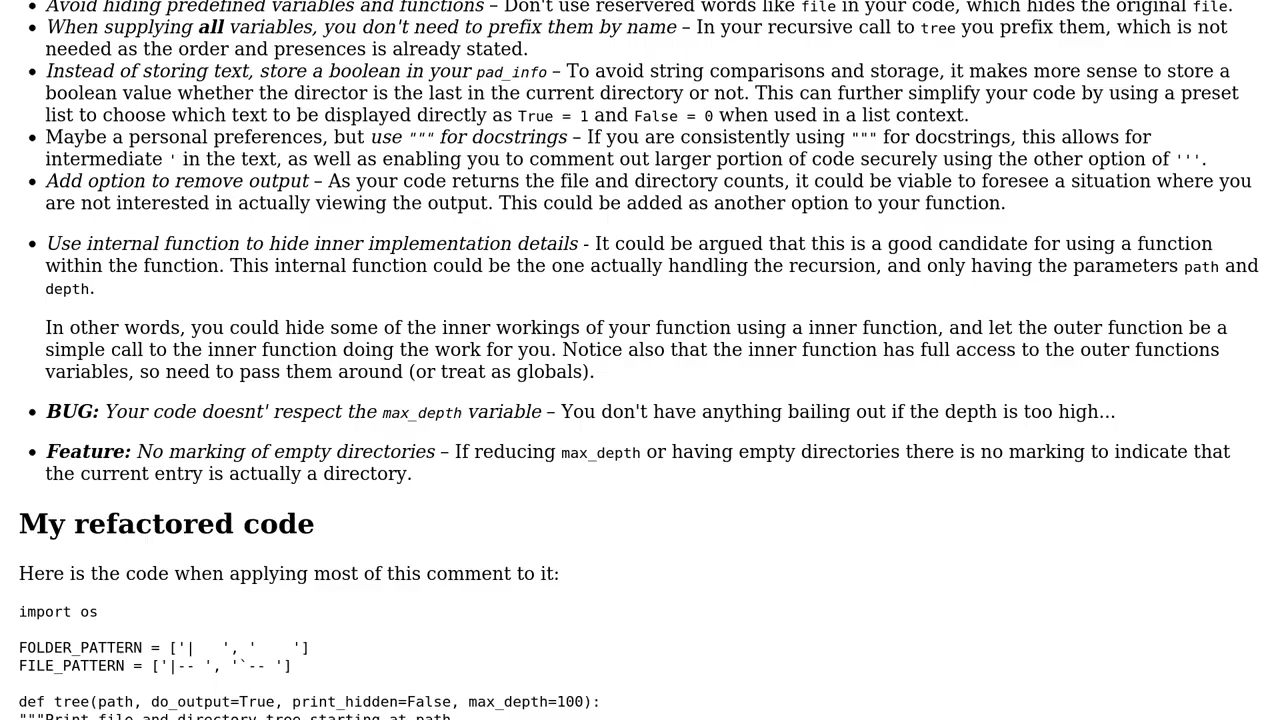 • Avoid hiding predefined variables and functions – Don't use reservered words like file in your code, which hides the original file.
• When supplying all variables, you don't need to prefix them by name – In your recursive call to tree you prefix them, which is not
needed as the order and presences is already stated.
• Instead of storing text, store a boolean in your pad_info – To avoid string comparisons and storage, it makes more sense to store a
boolean value whether the director is the last in the current directory or not. This can further simplify your code by using a preset
list to choose which text to be displayed directly as True = 1 and False = 0 when used in a list context.
• Maybe a personal preferences, but use """ for docstrings – If you are consistently using """ for docstrings, this allows for
intermediate ' in the text, as well as enabling you to comment out larger portion of code securely using the other option of '''.
• Add option to remove output – As your code returns the file and directory counts, it could be viable to foresee a situation where you
are not interested in actually viewing the output. This could be added as another option to your function.
• Use internal function to hide inner implementation details - It could be argued that this is a good candidate for using a function
within the function. This internal function could be the one actually handling the recursion, and only having the parameters path and
depth.
In other words, you could hide some of the inner workings of your function using a inner function, and let the outer function be a
simple call to the inner function doing the work for you. Notice also that the inner function has full access to the outer functions
variables, so need to pass them around (or treat as globals).
• BUG: Your code doesnt' respect the max_depth variable – You don't have anything bailing out if the depth is too high...
• Feature: No marking of empty directories – If reducing max_depth or having empty directories there is no marking to indicate that
the current entry is actually a directory.
My refactored code
Here is the code when applying most of this comment to it:
import os
FOLDER_PATTERN = ['|   ', '    ']
FILE_PATTERN = ['|-- ', '`-- ']
def tree(path, do_output=True, print_hidden=False, max_depth=100):
"""Print file and directory tree starting at path.